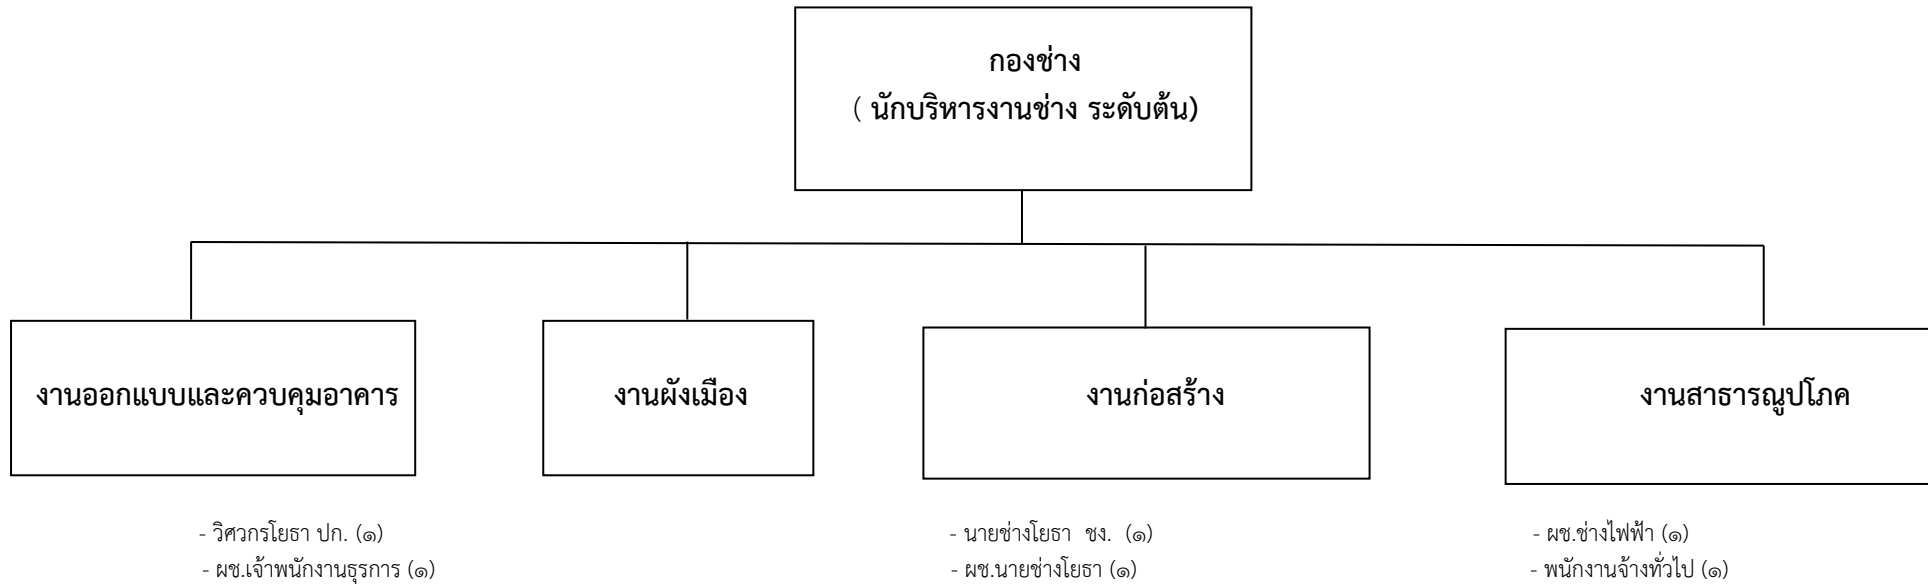 กองช่าง
( นักบริหารงานช่าง ระดับต้น)
งานออกแบบและควบคุมอาคาร
งานผังเมือง
งานก่อสร้าง
งานสาธารณูปโภค
- วิศวกรโยธา ปก. (๑)
- ผช.เจ้าพนักงานธุรการ (๑)
- นายช่างโยธา ชง. (๑)
- ผช.นายช่างโยธา (๑)
- ผช.ช่างไฟฟ้า (๑)
- พนักงานจ้างทั่วไป (๑)